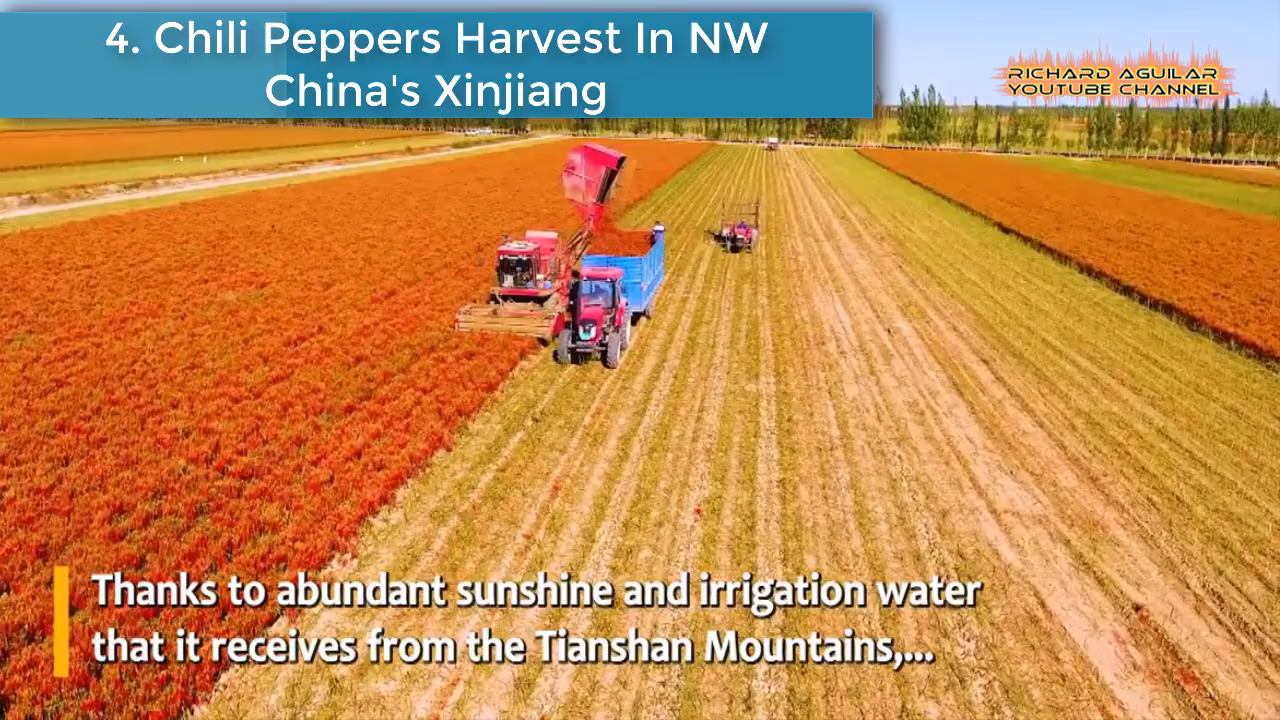 4. Chili Peppers Harvest In NW
China's Xinjiang
RICHARD AGUILAR
YOUTUBE CHANNEL
Thanks to abundant sunshine and irrigation water
that it receives from the Tianshan Mountains,...